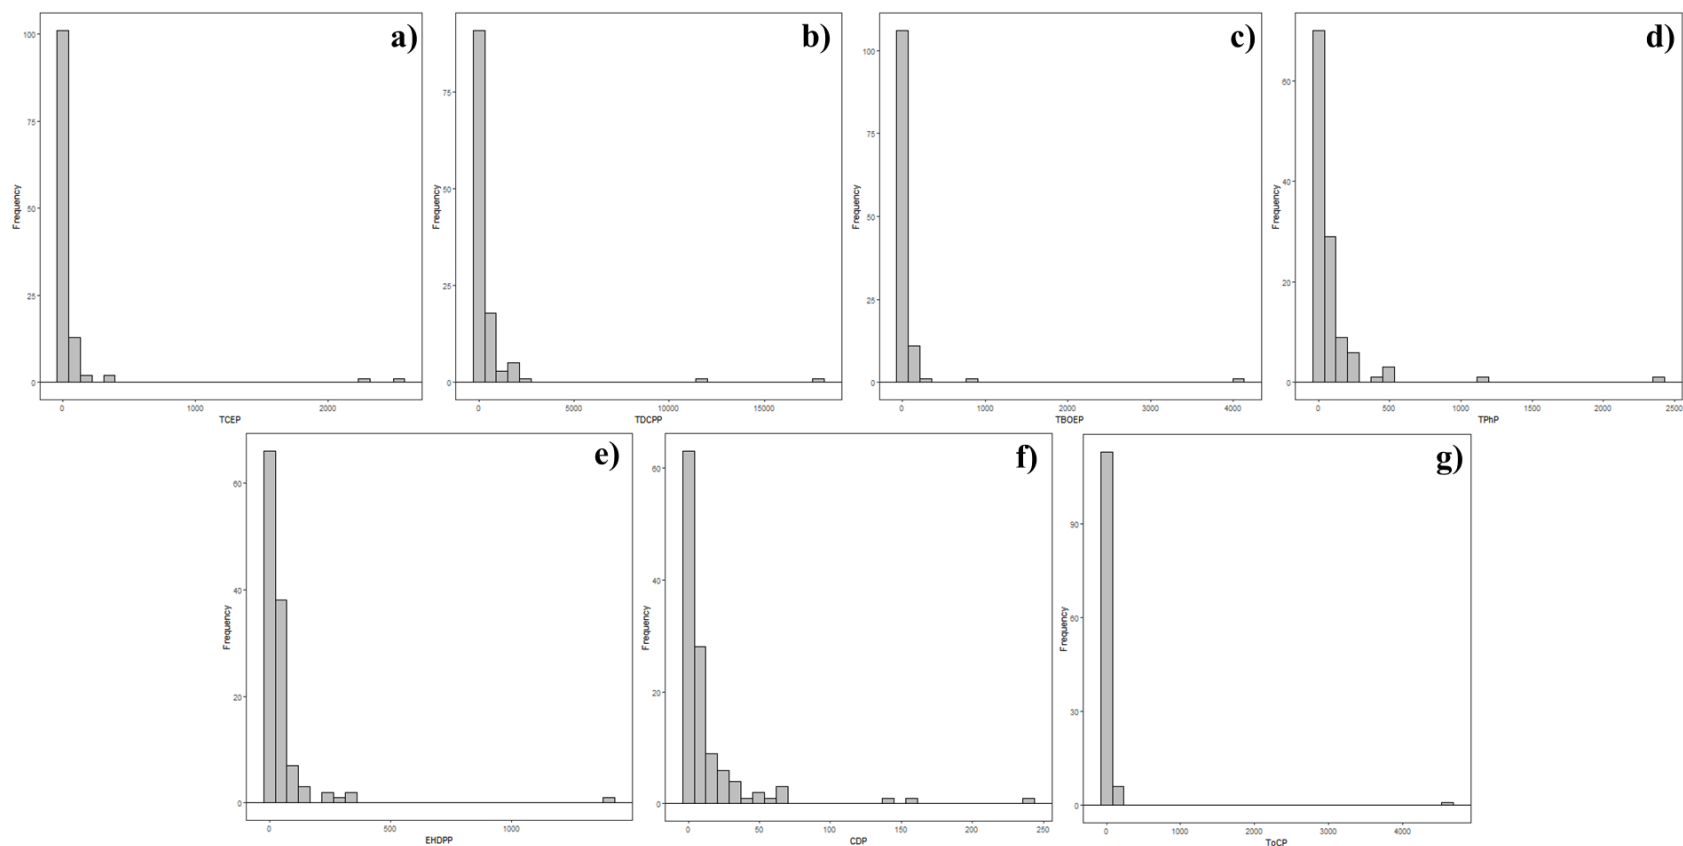 a)
Frequency
100
75
50
25
0
0 1000 2000
TCEP
b)
Frequency
75
50
25
0
0 5000 10000 15000
TDCPP
c)
Frequency
100
75
50
25
0
0 1000 2000 3000 4000
TBOEP
d)
Frequency
60
40
20
0
0 500 1000 1500 2000 2500
TPhP
e)
Frequency
60
40
20
0
0 500 1000
EHDPP
f)
Frequency
60
40
20
0
0 50 100 150 200 250
CDP
g)
Frequency
90
60
30
0
0 1000 2000 3000 4000
ToCP